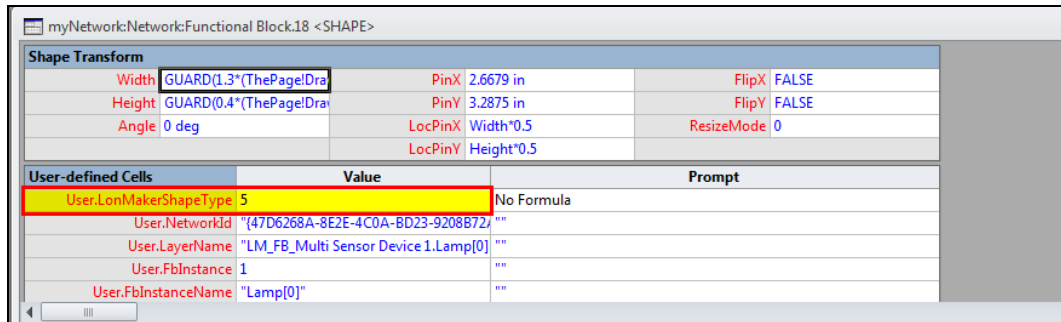 myNetwork:Network:Functional Block.18 <SHAPE>
Shape Transform
Width GUARD(1.3*(ThePage!Dra PinX 2.6679 in FlipX FALSE
Height GUARD(0.4*(ThePage!Dra PinY 3.2875 in FlipY FALSE
Angle 0 deg LocPinX Width*0.5 ResizeMode 0
LocPinY Height*0.5
User-defined Cells Value Prompt
User.LonMakerShapeType 5 No Formula
User.NetworkId "{47D6268A-8E2E-4C0A-BD23-9208B72 ""
User.LayerName "LM_FB_Multi Sensor Device 1.Lamp[0] ""
User.FbInstance 1 ""
User.FbInstanceName "Lamp[0]" ""